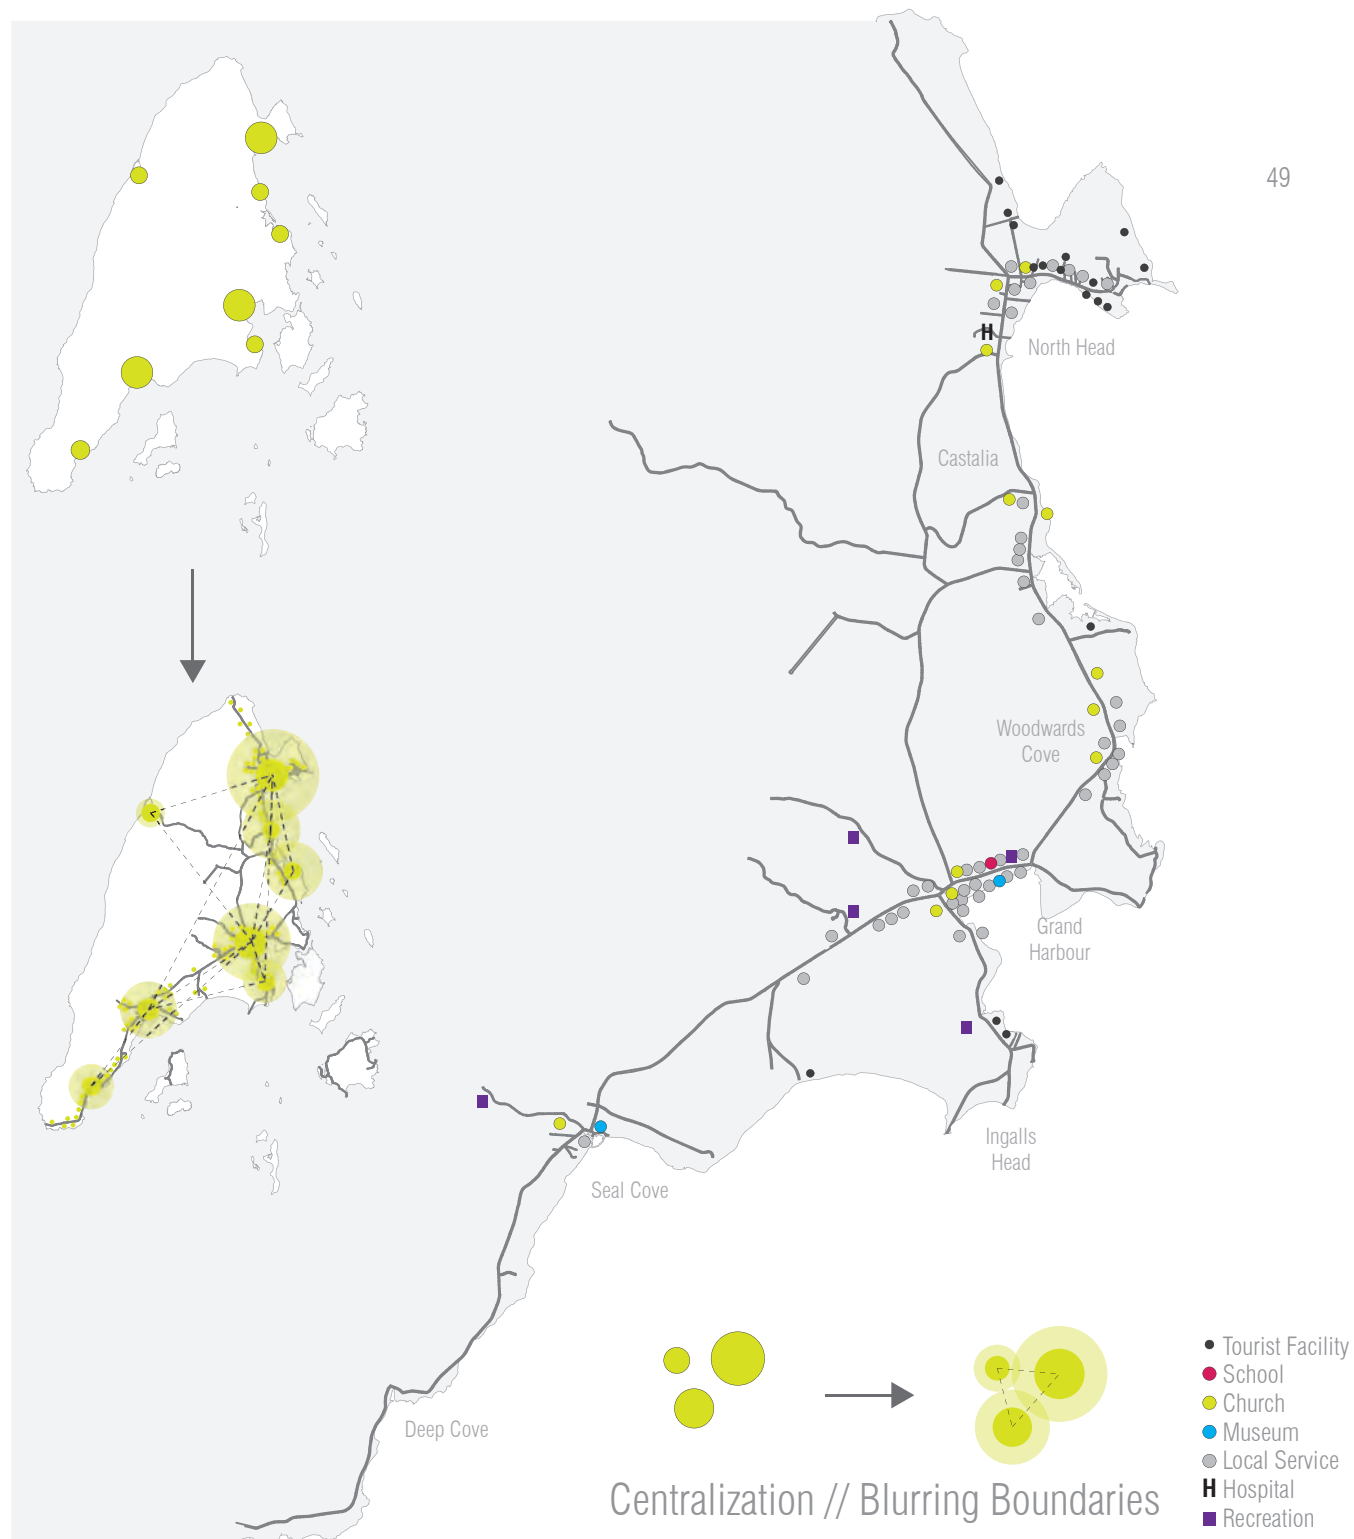 49
H
North Head
Castalia
Woodwards
Cove
Grand
Harbour
Ingalls
Head
Seal Cove
Deep Cove
Centralization // Blurring Boundaries
Tourist Facility
School
Church
Museum
Local Service
H Hospital
Recreation